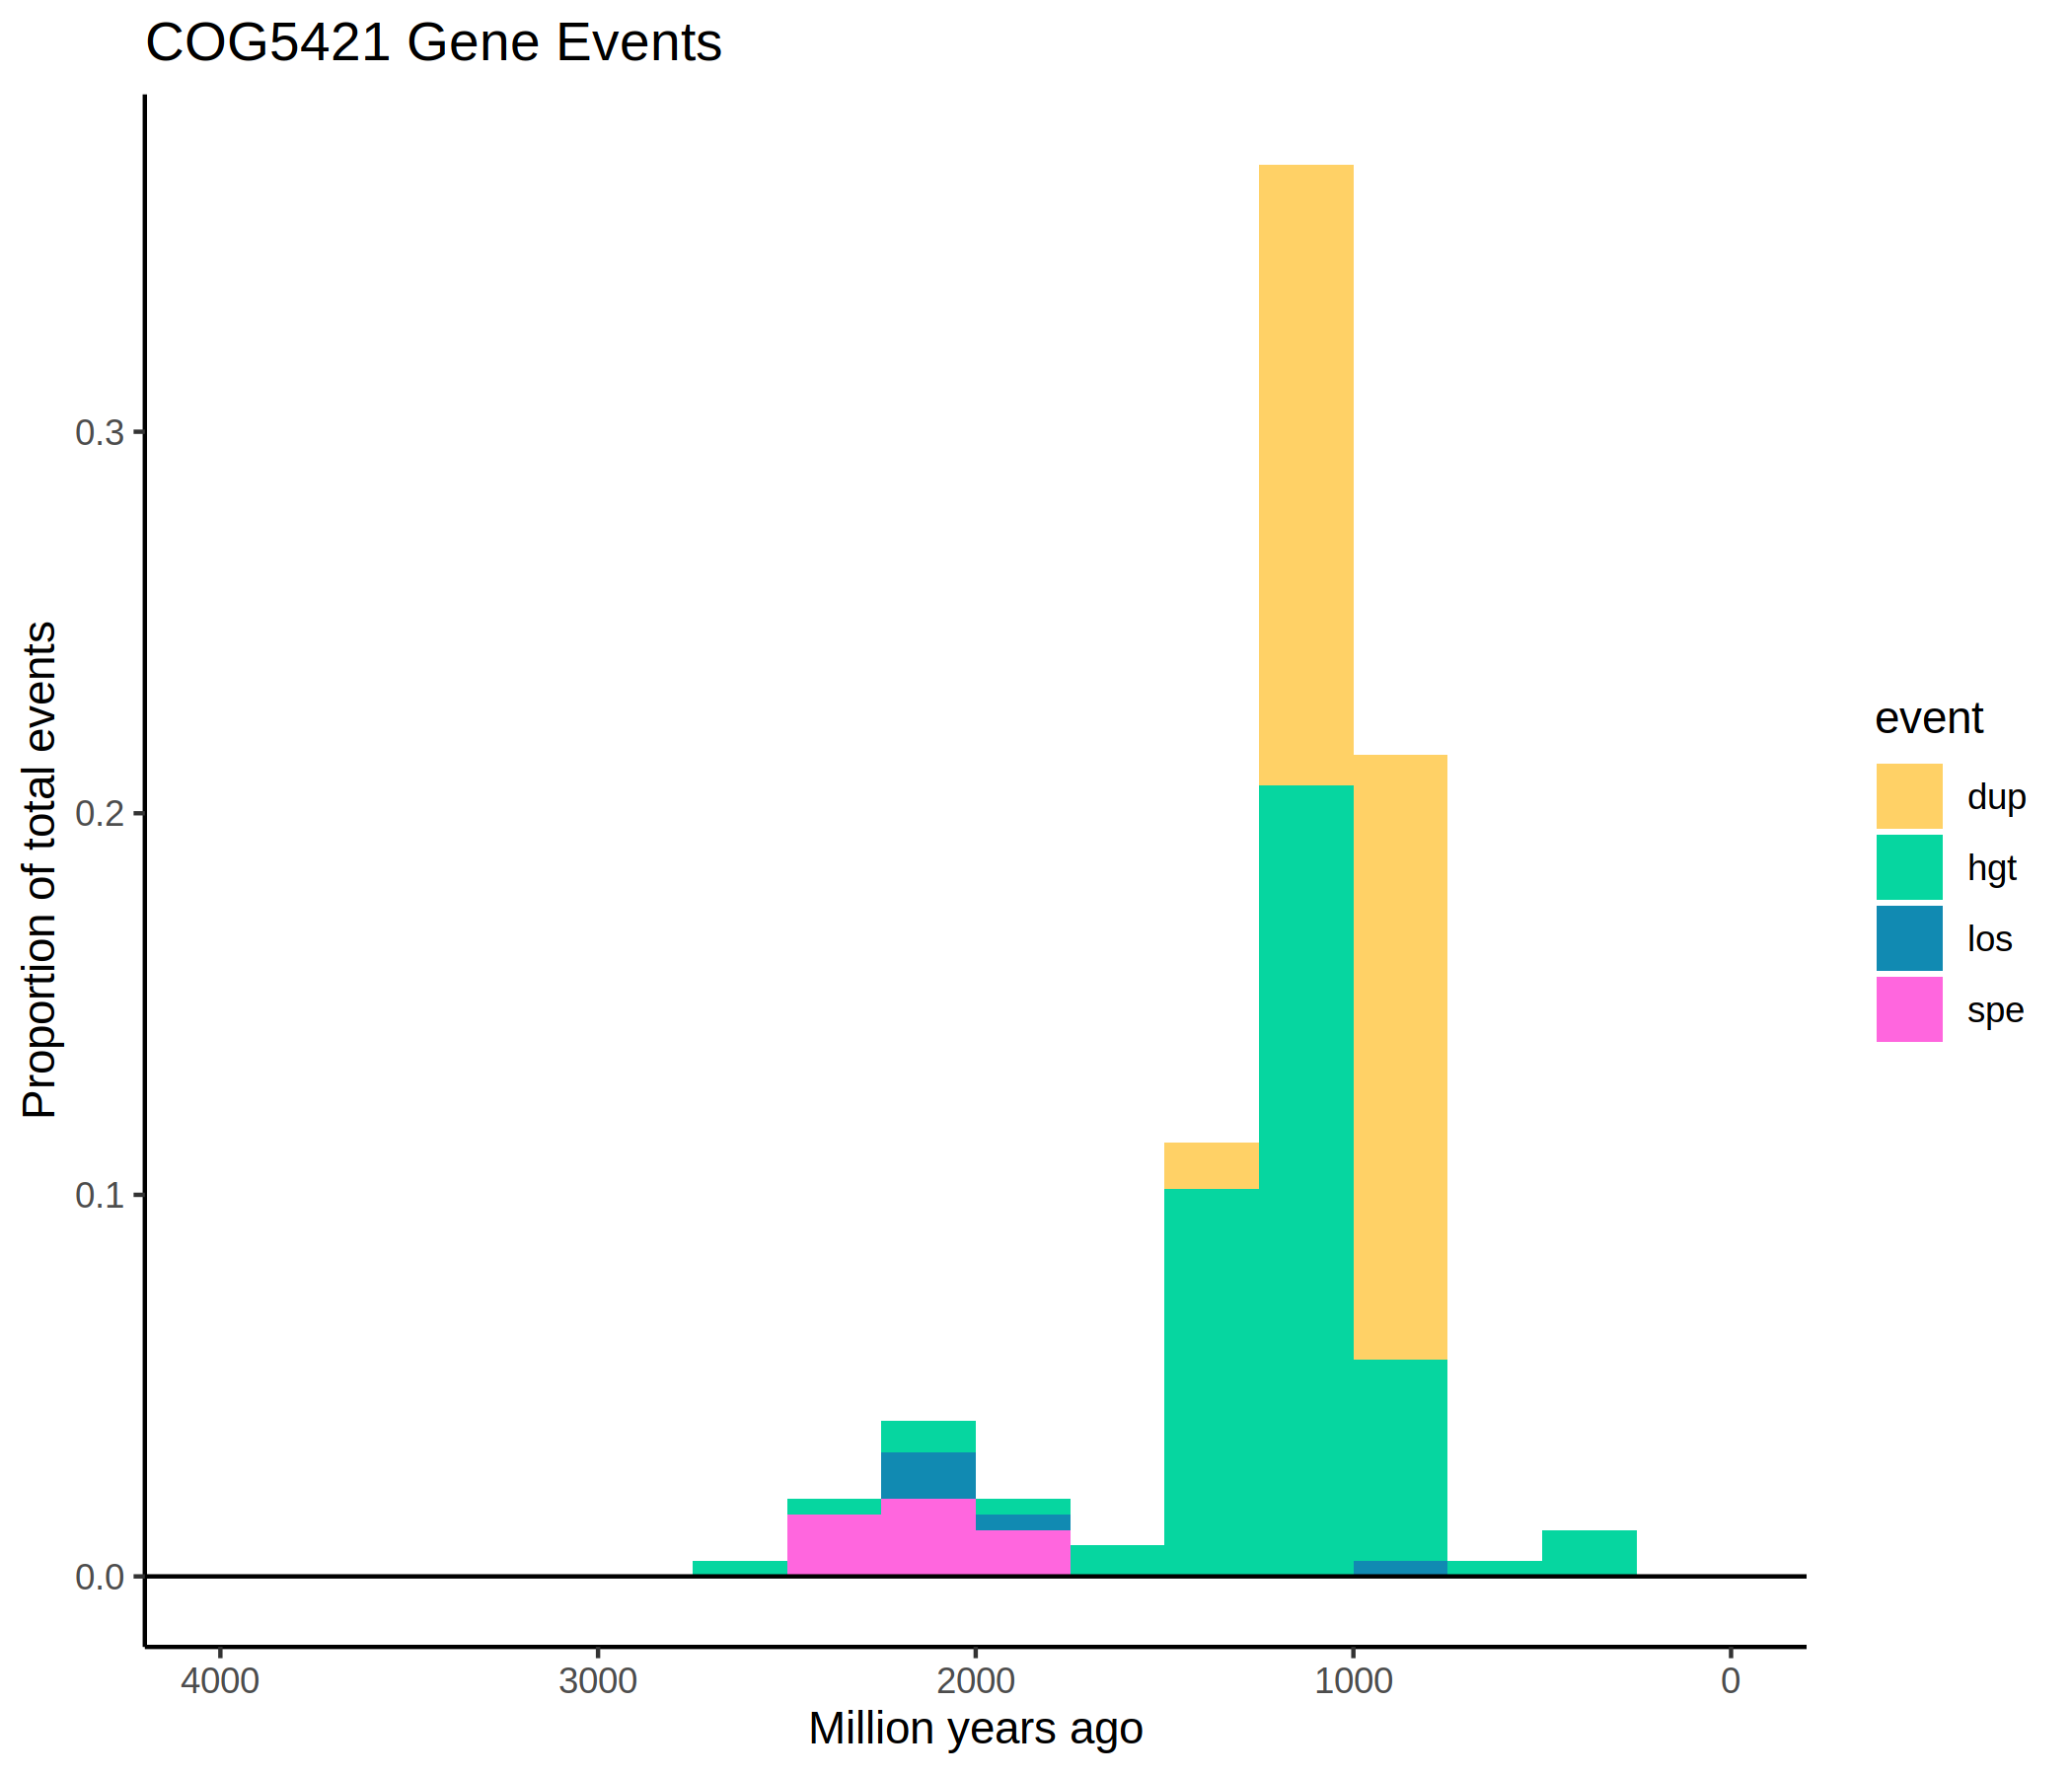 COG5421 Gene Events
Proportion of total events
0.3
0.2
0.1
0.0
4000 3000 2000 1000 0
Million years ago
event
dup
hgt
los
spe